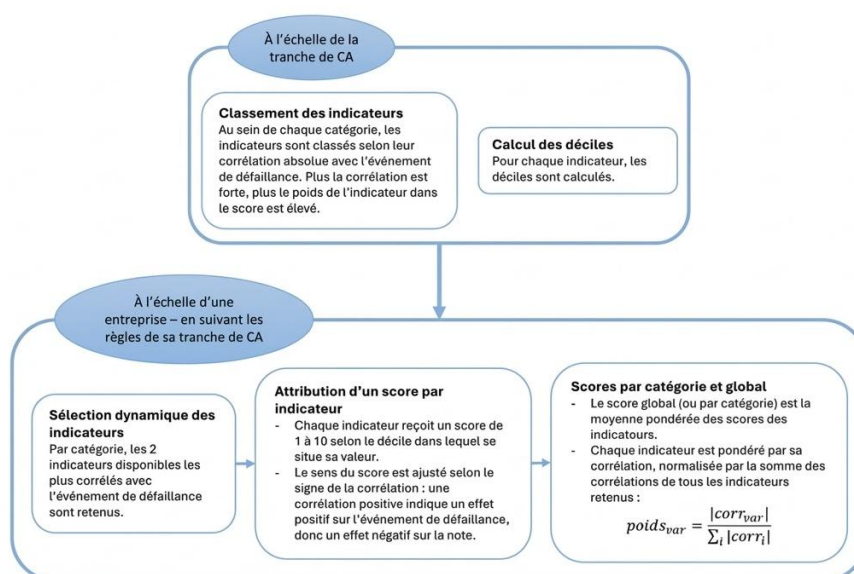 À l'échelle de la
tranche de CA
Classement des indicateurs
Au sein de chaque catégorie, les
indicateurs sont classés selon leur
corrélation absolue avec l'événement
de défaillance. Plus la corrélation est
forte, plus le poids de l'indicateur dans
le score est élevé.
Calcul des déciles
Pour chaque indicateur, les
déciles sont calculés.
À l'échelle d'une
entreprise – en suivant les
règles de sa tranche de CA
Sélection dynamique des
indicateurs
Par catégorie, les 2
indicateurs disponibles les
plus corrélés avec
l'événement de défaillance
sont retenus.
Attribution d'un score par
indicateur
- Chaque indicateur reçoit un score de
1 à 10 selon le décile dans lequel se
situe sa valeur.
- Le sens du score est ajusté selon le
signe de la corrélation : une
corrélation positive indique un effet
positif sur l'événement de défaillance,
donc un effet négatif sur la note.
Scores par catégorie et global
- Le score global (ou par catégorie) est la
moyenne pondérée des scores des
indicatours.
- Chaque indicateur est pondéré par sa
corrélation, normalisée par la somme des
corrélations de tous les indicateurs
retenus :
poids_var = |corr_var| / ∑_i |corr_i|